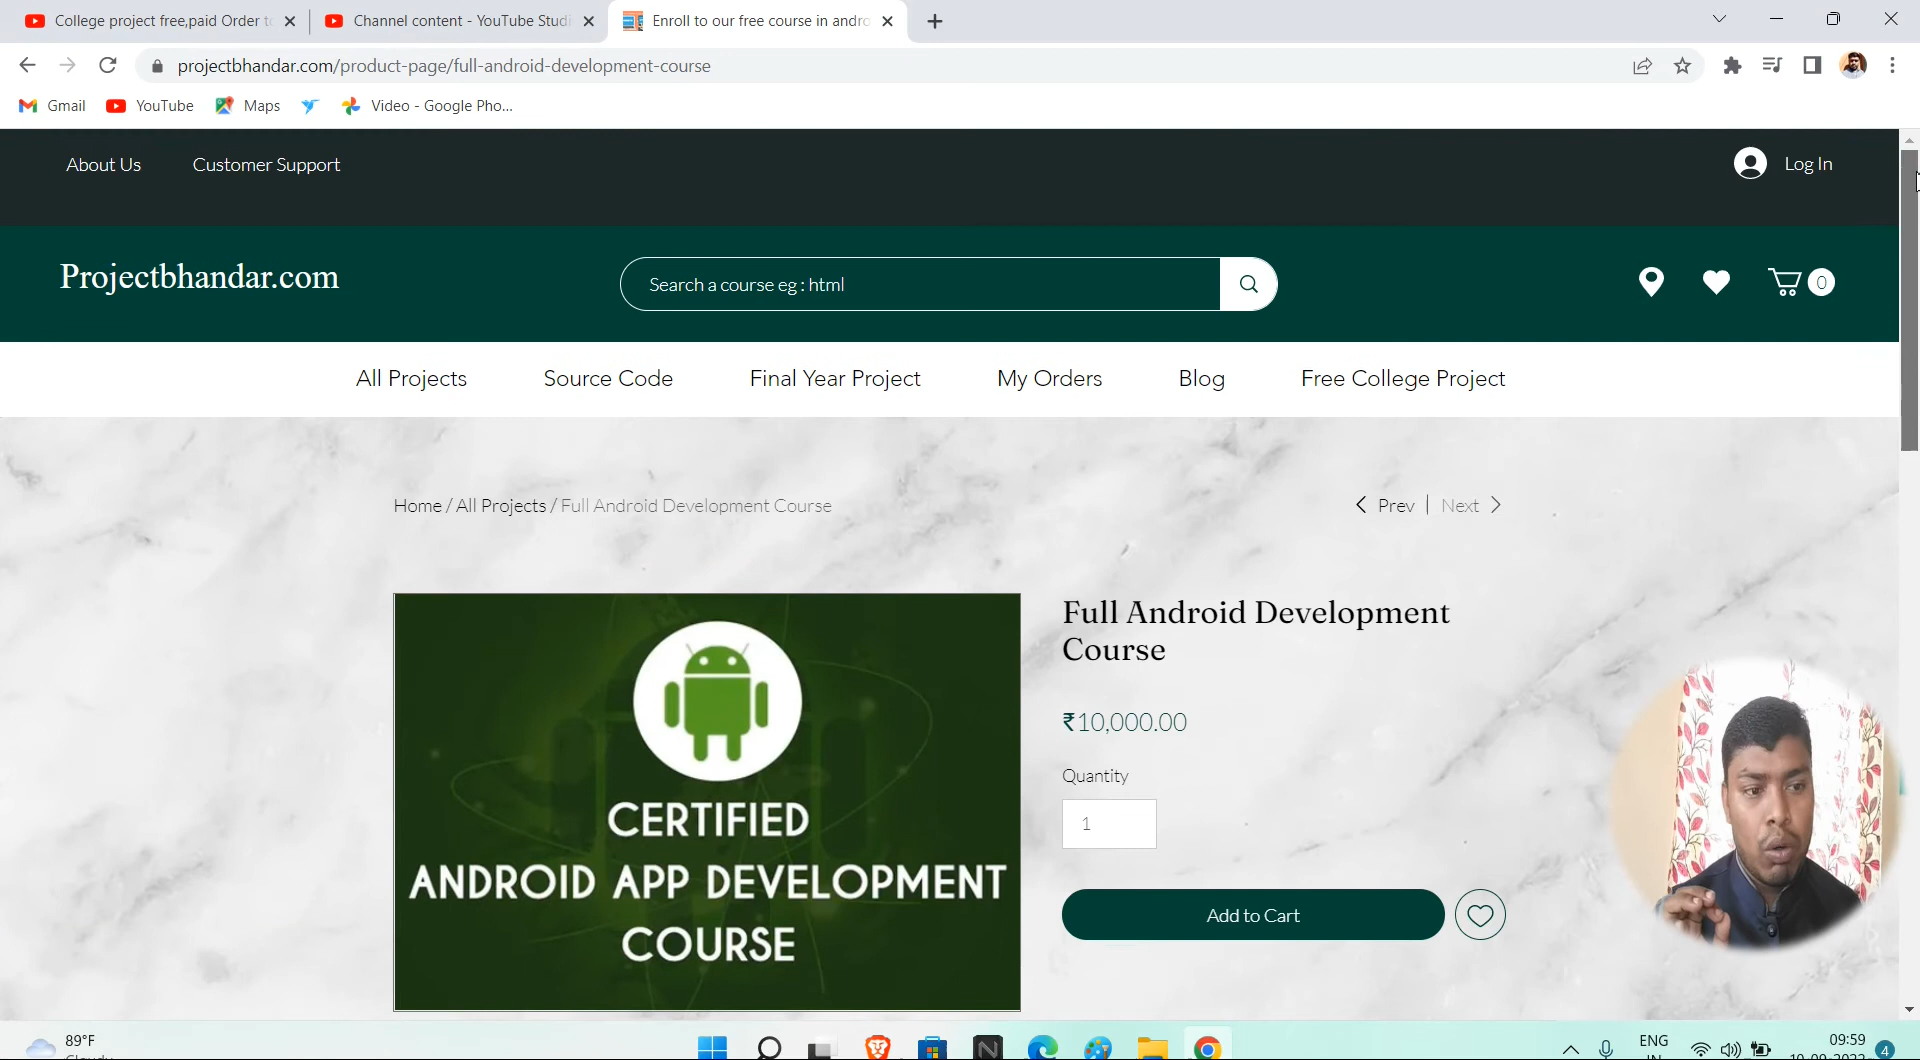 College project free,paid Order t
Channel content - YouTube Studi
Enroll to our free course in andro
projectbhandar.com/product-page/full-android-development-course
Gmail
YouTube
Maps
Video - Google Pho...
About Us
Customer Support
Log In
Projectbhandar.com
Search a course eg : html
0
All Projects
Source Code
Final Year Project
My Orders
Blog
Free College Project
Home / All Projects / Full Android Development Course
Prev | Next
Full Android Development
Course
₹10,000.00
Quantity
1
Add to Cart
CERTIFIED
ANDROID APP DEVELOPMENT
COURSE
89°F
Cloudy
ENG
IN
09:59
4